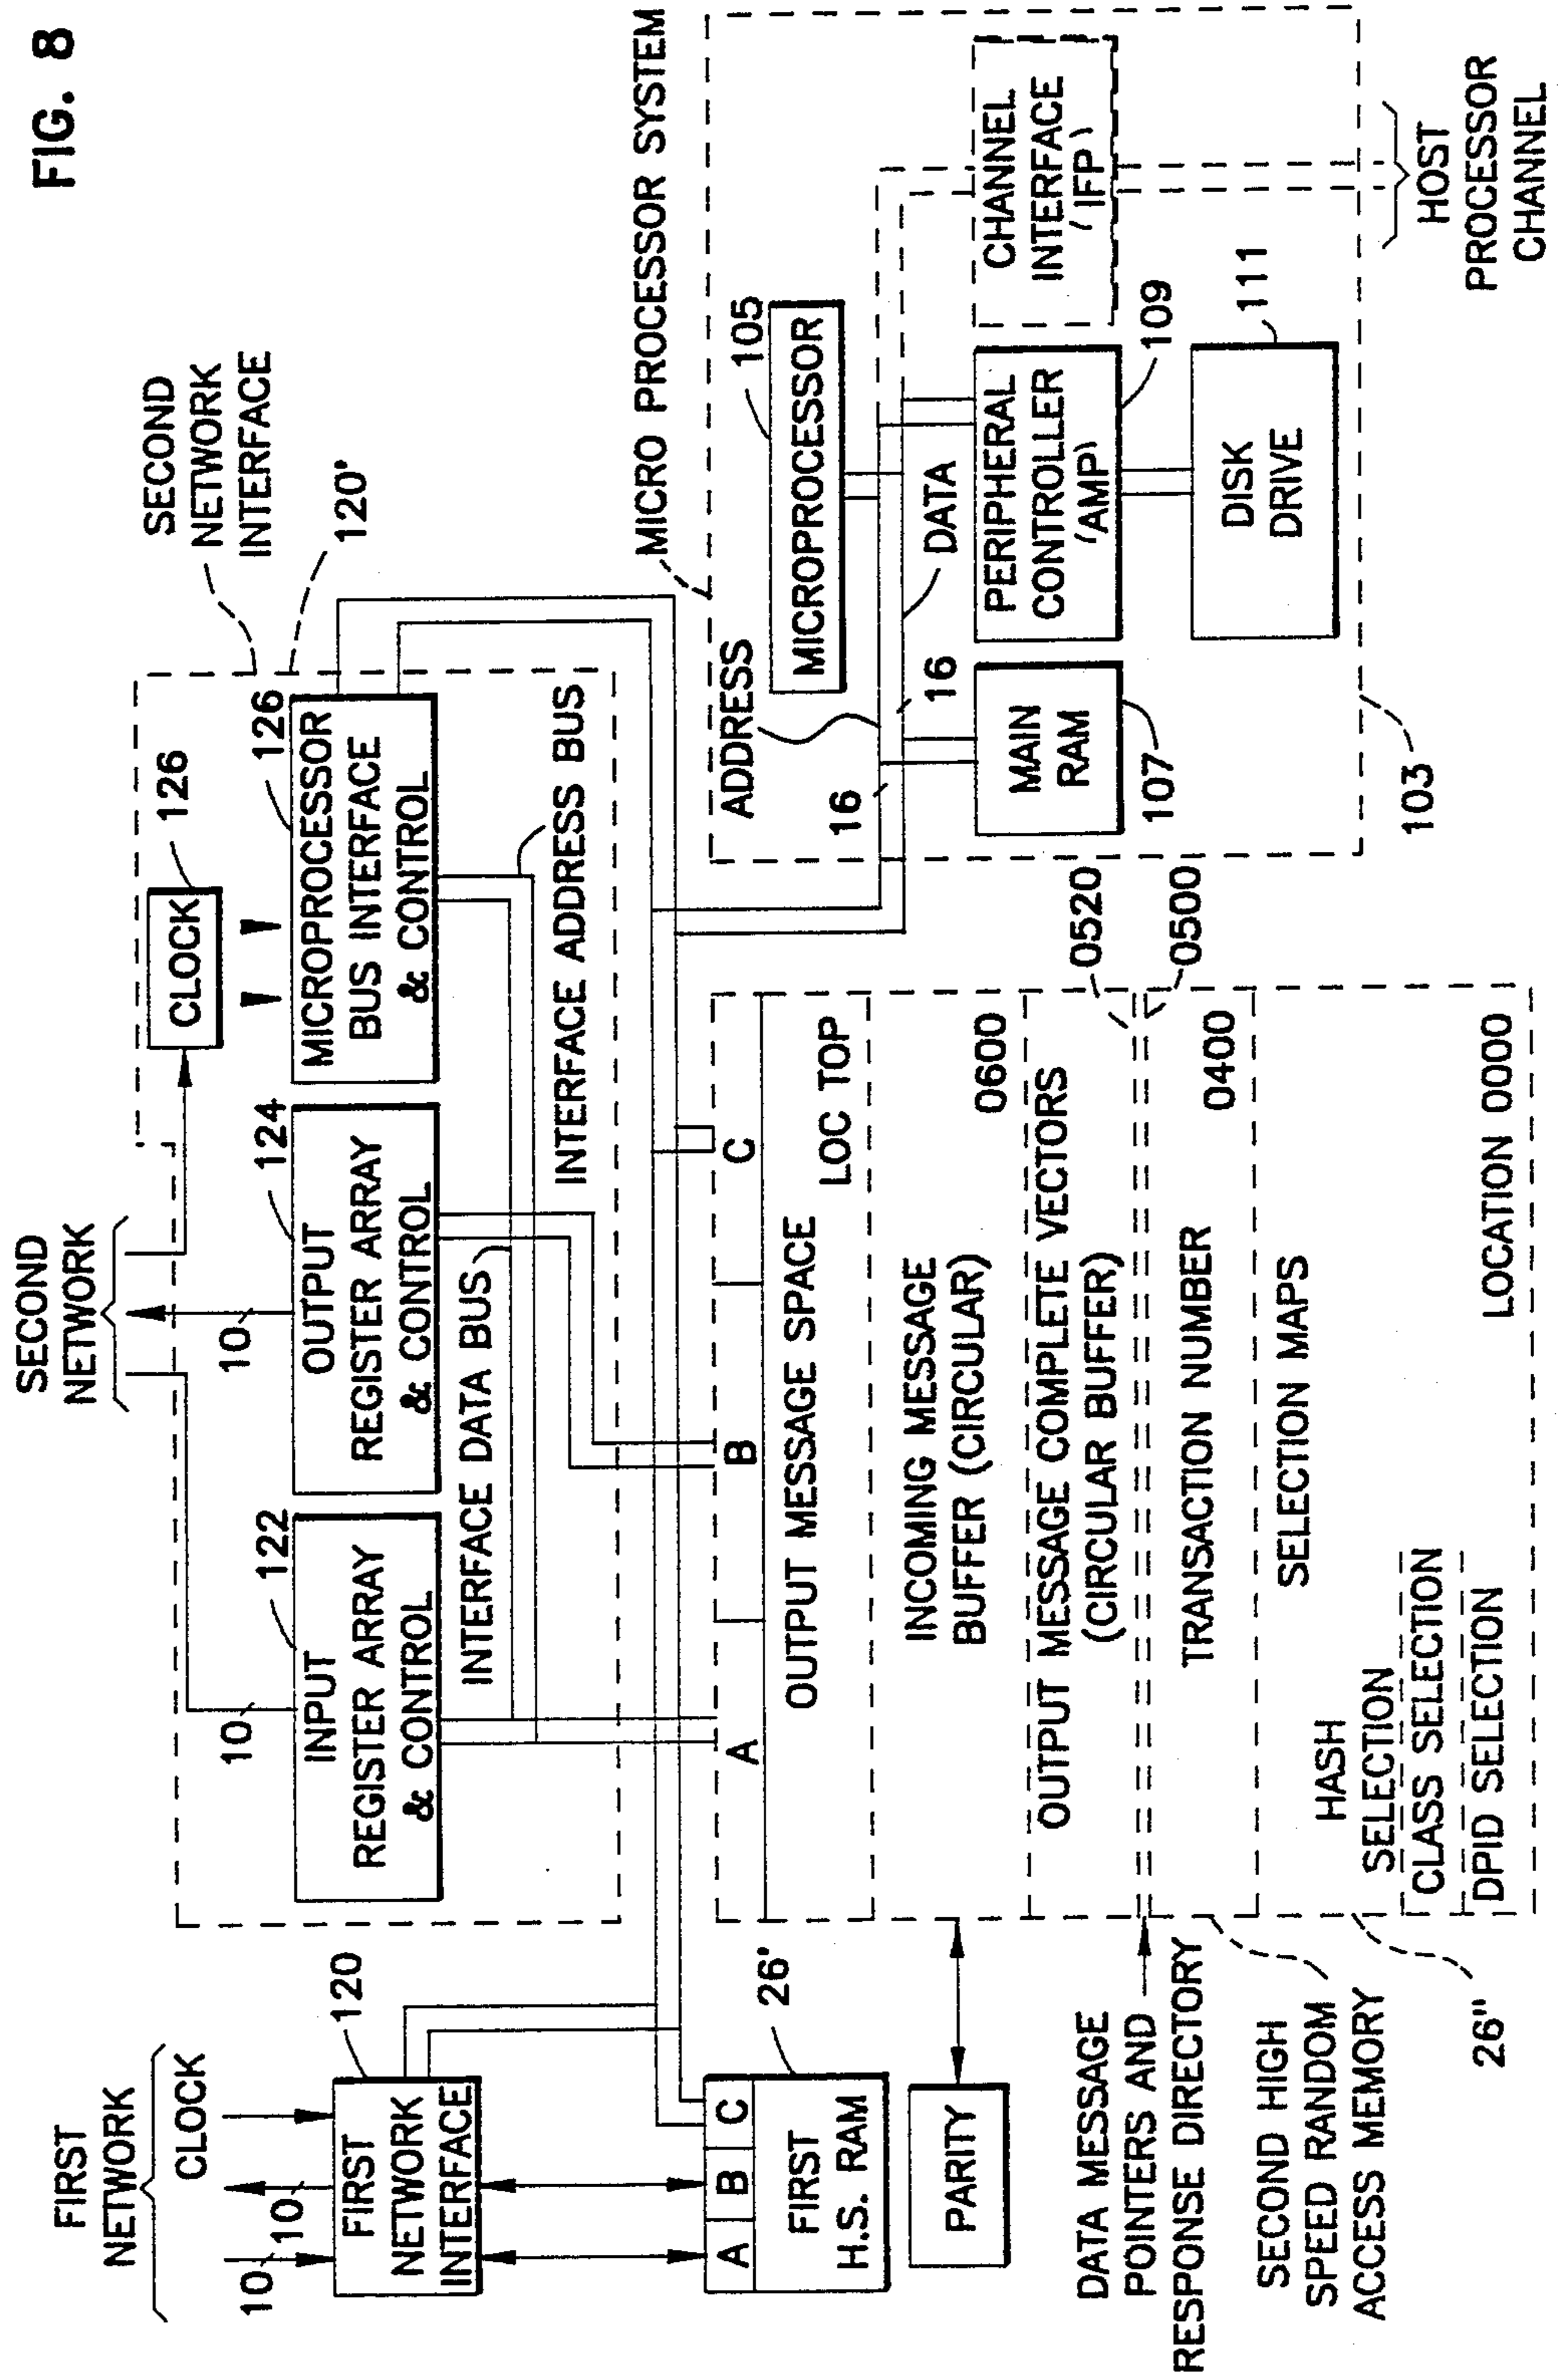 FIG. 8
FIRST
NETWORK
CLOCK
10
10
120
FIRST
NETWORK
INTERFACE
26'
A
B
C
FIRST
H.S. RAM
PARITY
SECOND
NETWORK
10
10
122
INPUT
REGISTER ARRAY
& CONTROL
124
OUTPUT
REGISTER ARRAY
& CONTROL
CLOCK
126
126
MICROPROCESSOR
BUS INTERFACE
& CONTROL
SECOND
NETWORK
INTERFACE
120'
INTERFACE DATA BUS
INTERFACE ADDRESS BUS
A
B
C
OUTPUT MESSAGE SPACE
LOC TOP
INCOMING MESSAGE
BUFFER (CIRCULAR)
0600
OUTPUT MESSAGE COMPLETE VECTORS
(CIRCULAR BUFFER)
0520
0500
TRANSACTION NUMBER
0400
SELECTION MAPS
HASH
SELECTION
CLASS SELECTION
DPID SELECTION
LOCATION 0000
DATA MESSAGE
POINTERS AND
RESPONSE DIRECTORY
SECOND HIGH
SPEED RANDOM
ACCESS MEMORY
26"
MICRO PROCESSOR SYSTEM
ADDRESS
105
MICROPROCESSOR
16
16
DATA
MAIN
RAM
107
PERIPHERAL
CONTROLLER
(AMP)
109
CHANNEL
INTERFACE
(IFP)
DISK
DRIVE
111
103
HOST
PROCESSOR
CHANNEL